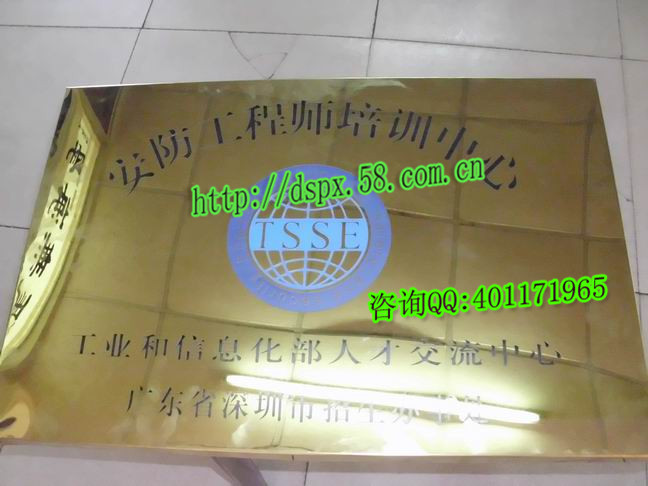 安防工程师培训中心
http://dspx.58.com.cn
TSSE
咨询QQ:401171965
工业和信息化部人才交流中心
广东省深圳市招生办事处